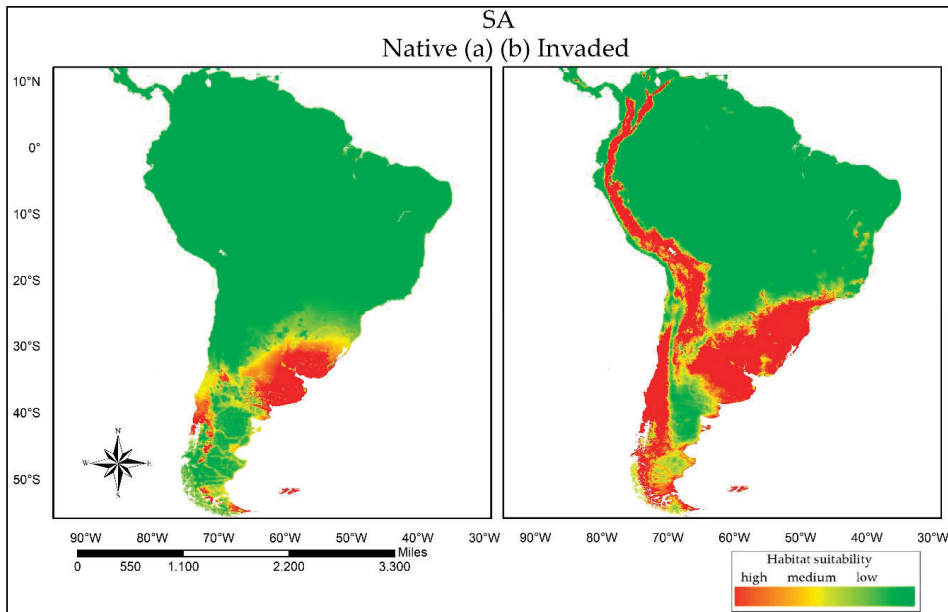 SA
Native (a) (b) Invaded
10°N
0°
10°S
20°S
30°S
40°S
50°S
N
W E
S
90°W 80°W 70°W 60°W 50°W 40°W 30°W
90°W 80°W 70°W 60°W 50°W 40°W 30°W
Miles
0 550 1.100 2.200 3.300
Habitat suitability
high medium low